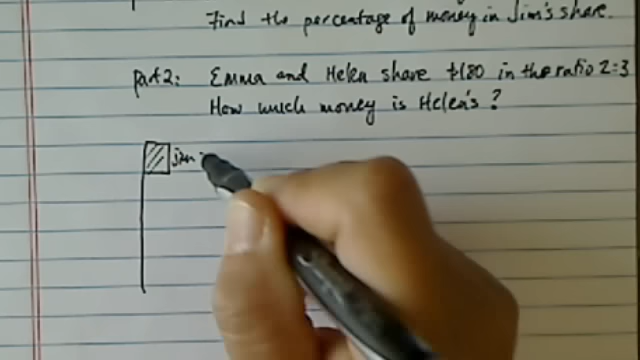 Find the percentage of money in Jim's share.
part 2: Emma and Helen share $180 in the ratio 2:3
How much money is Helen's?
jim